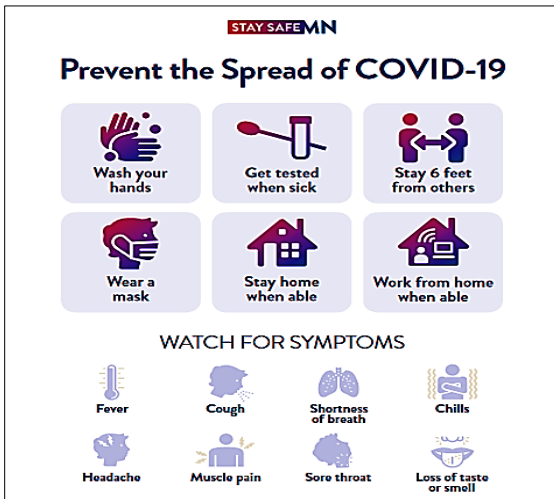 STAY SAFE MN
Prevent the Spread of COVID-19
Wash your
hands
Get tested
when sick
Stay 6 feet
from others
Wear a
mask
Stay home
when able
Work from home
when able
WATCH FOR SYMPTOMS
Fever
Cough
Shortness
of breath
Chills
Headache
Muscle pain
Sore throat
Loss of taste
or smell